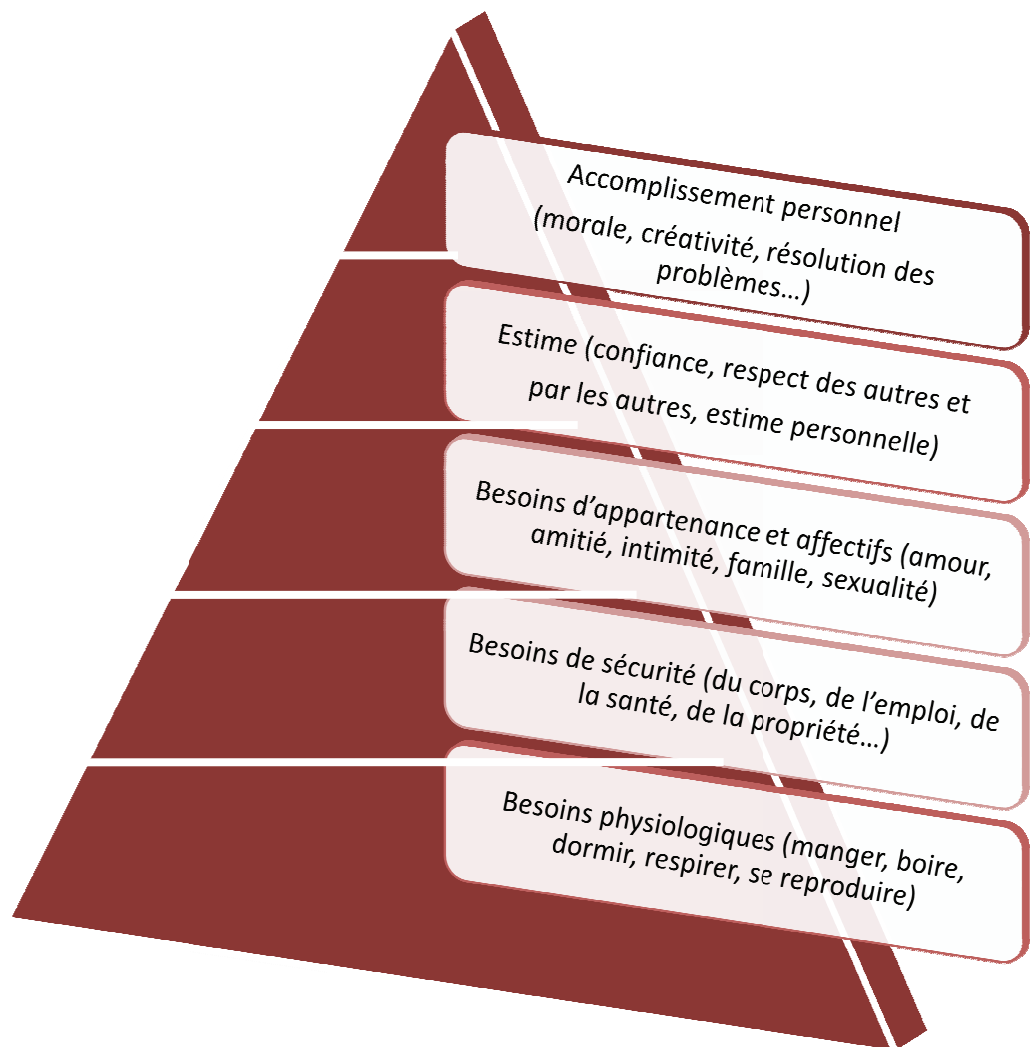 Accomplissement personnel
(morale, créativité, résolution des
problèmes...)
Estime (confiance, respect des autres et
par les autres, estime personnelle)
Besoins d’appartenance et affectifs (amour,
amitié, intimité, famille, sexualité)
Besoins de sécurité (du corps, de l’emploi, de
la santé, de la propriété...)
Besoins physiologiques (manger, boire,
dormir, respirer, se reproduire)